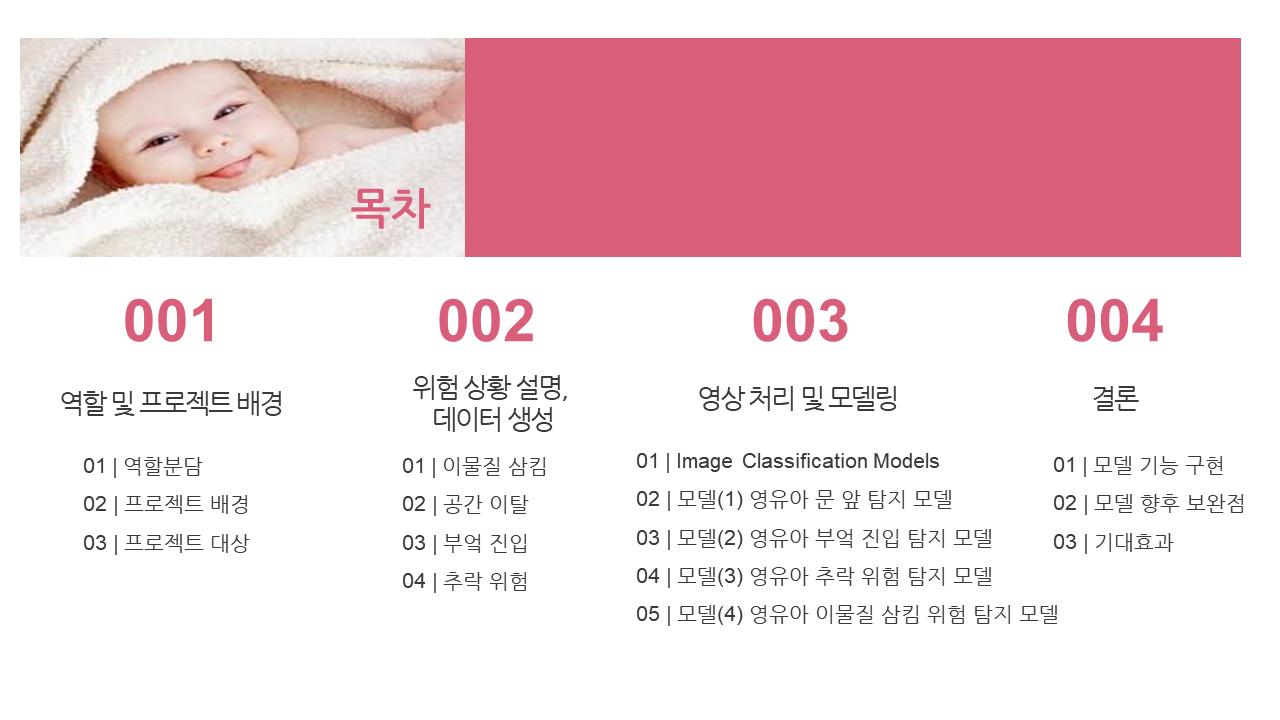 목차
001
역할 및 프로젝트 배경
01 | 역할분담
02 | 프로젝트 배경
03 | 프로젝트 대상
002
위험 상황 설명,
데이터 생성
01 | 이물질 삼킴
02 | 공간 이탈
03 | 부엌 진입
04 | 추락 위험
003
영상 처리 및 모델링
01 | Image Classification Models
02 | 모델(1) 영유아 문 앞 탐지 모델
03 | 모델(2) 영유아 부엌 진입 탐지 모델
04 | 모델(3) 영유아 추락 위험 탐지 모델
05 | 모델(4) 영유아 이물질 삼킴 위험 탐지 모델
004
결론
01 | 모델 기능 구현
02 | 모델 향후 보완점
03 | 기대효과